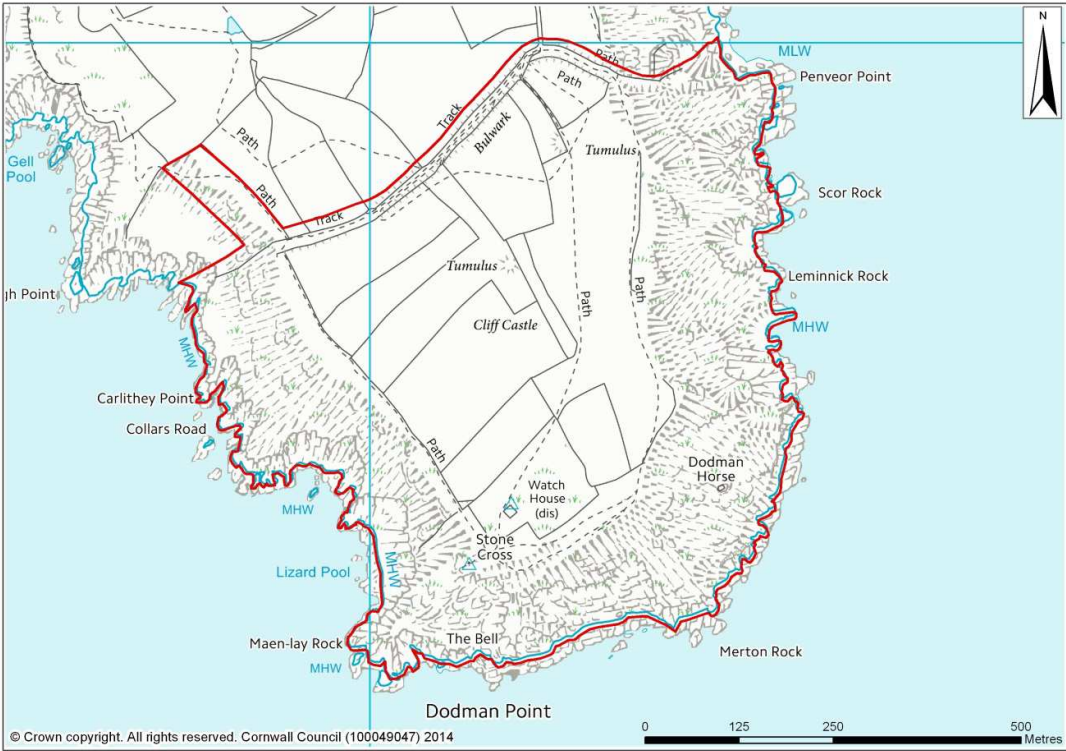 N
MLW
Path
Penveor Point
Path
Track
Bulwark
Path
Tumulus
Gell
Pool
Path
Scor Rock
Track
Tumulus
Leminnick Rock
gh Point
Path
Path
Cliff Castle
MHW
MHW
Carlithey Point
Collars Road
Path
Dodman
Horse
Watch
House
(dis)
MHW
Stone
Cross
Lizard Pool
MHW
Maen-lay Rock
The Bell
Merton Rock
MHW
Dodman Point
0 125 250 500
Metres
© Crown copyright. All rights reserved. Cornwall Council (100049047) 2014